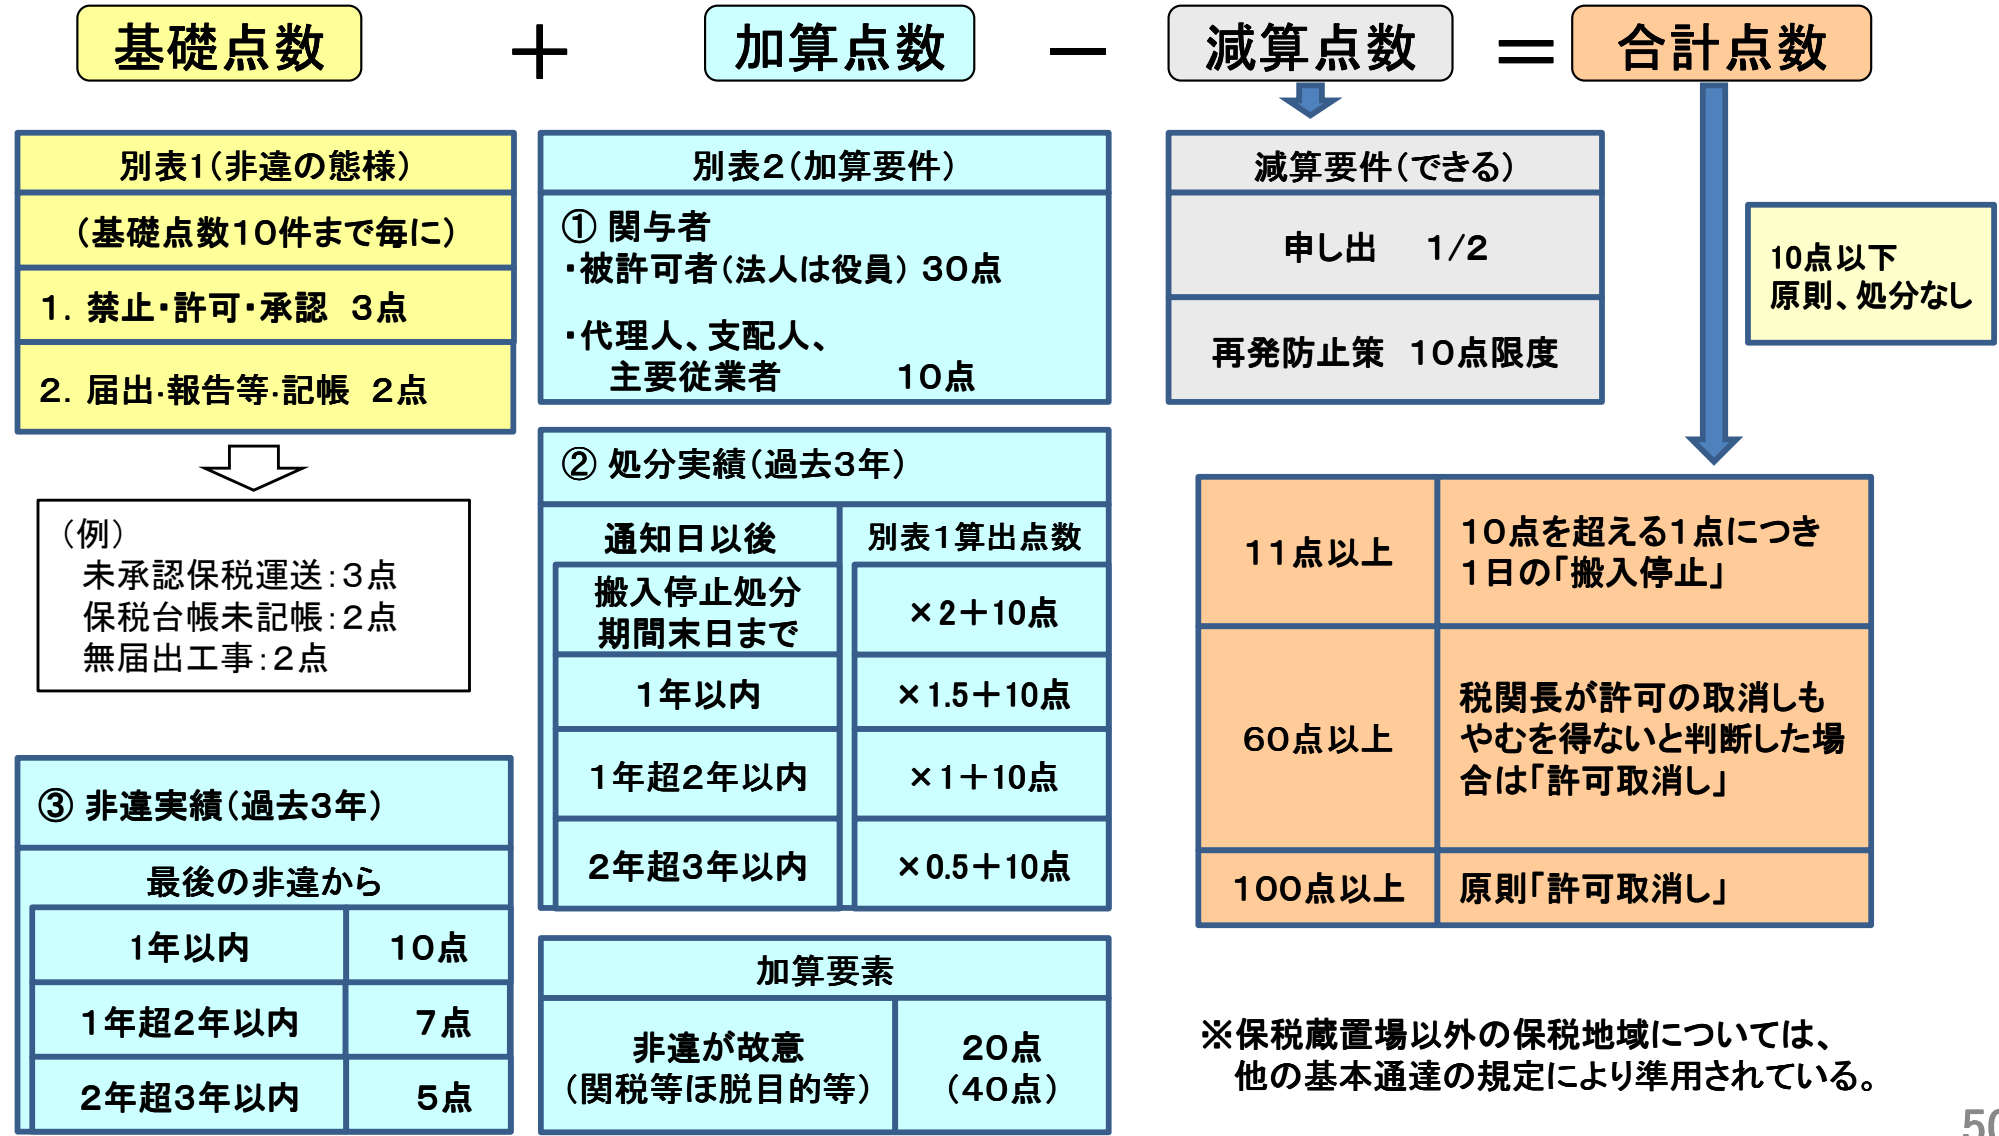 基礎点数 ＋ 加算点数 － 減算点数 ＝ 合計点数
別表１(非違の態様)
（基礎点数１０件まで毎に）
１．禁止・許可・承認 ３点
２．届出・報告等・記帳 ２点
（例）
未承認保税運送：３点
保税台帳未記帳：２点
無届出工事：２点
③ 非違実績(過去３年)
最後の非違から
１年以内 １０点
１年超２年以内 ７点
２年超３年以内 ５点
別表２(加算要件)
① 関与者
・被許可者(法人は役員) ３０点
・代理人、支配人、
主要従業者 １０点
② 処分実績(過去３年)
通知日以後 別表１算出点数
搬入停止処分
期間末日まで ×２＋10点
１年以内 ×1.5＋10点
１年超２年以内 ×１＋10点
２年超３年以内 ×0.5＋10点
加算要素
非違が故意 ２０点
（関税等ほ脱目的等） （４０点）
減算要件(できる)
申し出 １/２
再発防止策 １０点限度
10点以下
原則、処分なし
１１点以上 １０点を超える１点につき
１日の「搬入停止」
６０点以上 税関長が許可の取消しも
やむを得ないと判断した場
合は「許可取消し」
１００点以上 原則「許可取消し」
※保税蔵置場以外の保税地域については、
他の基本通達の規定により準用されている。